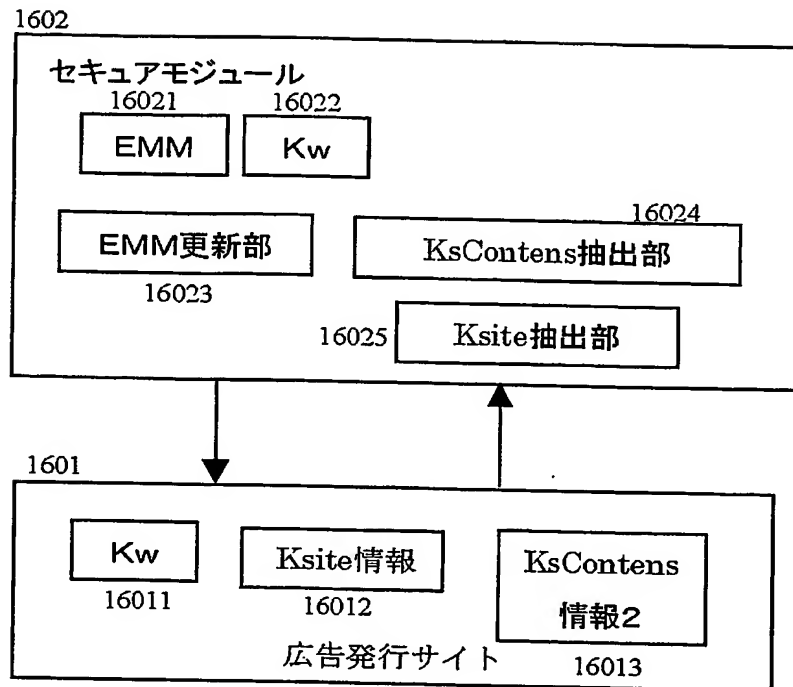 1602
セキュアモジュール
16021 16022
EMM Kw
16024
EMM更新部 KsContens抽出部
16023
16025 Ksite抽出部
1601
Kw Ksite情報 KsContens
情報2
16011 16012
広告発行サイト 16013